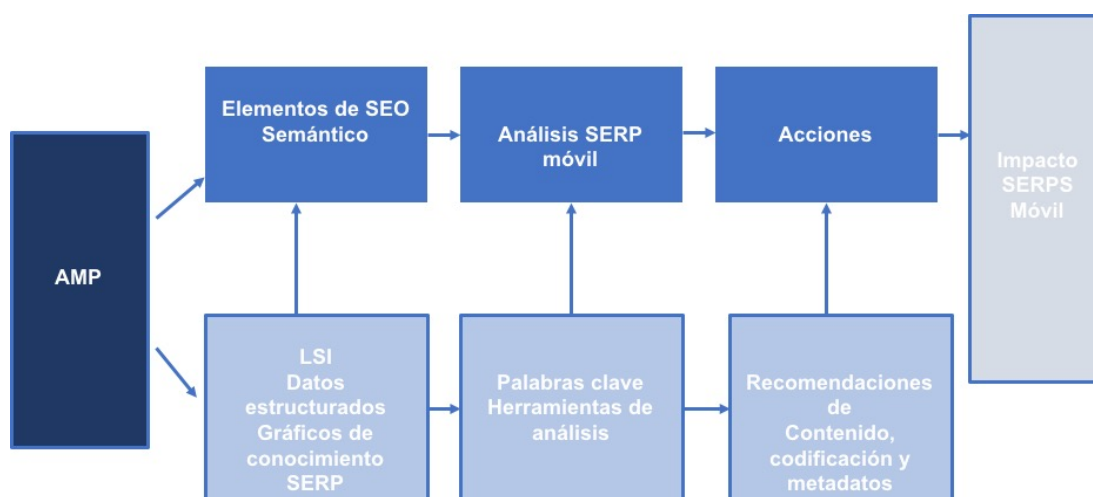 AMP
Elementos de SEO
Semántico
Análisis SERP
móvil
Acciones
Impacto
SERPS
Móvil
LSI
Datos
estructurados
Gráficos de
conocimiento
SERP
Palabras clave
Herramientas de
análisis
Recomendaciones
de
Contenido,
codificación y
metadatos